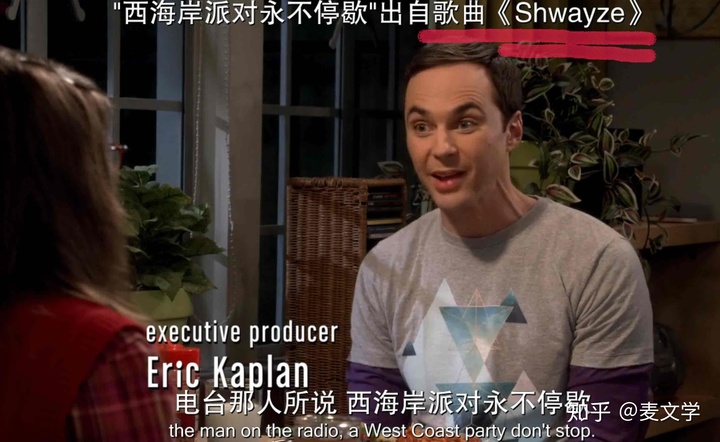 "西海岸派对永不停歇"出自歌曲《Shwayze》
executive producer
Eric Kaplan
电台那人所说 西海岸派对永不停歇
the man on the radio, a West Coast party don't stop.
知乎 @麦文学